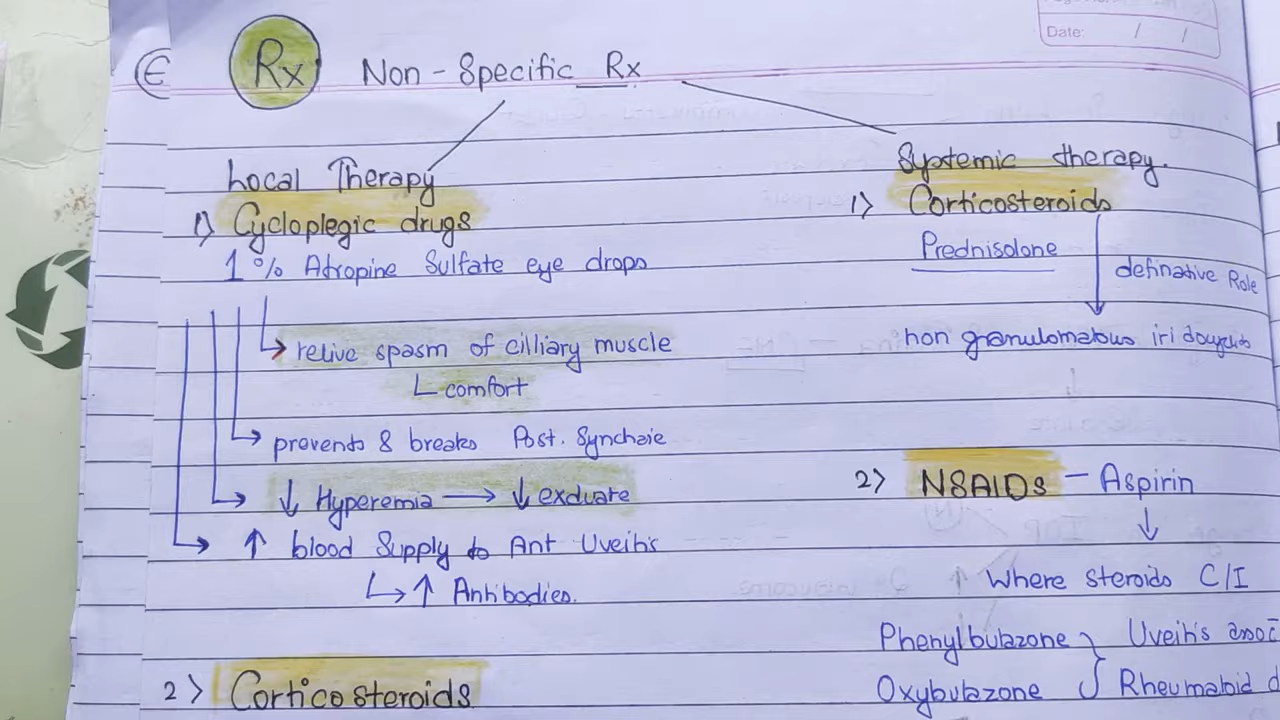 Date: / /
E Rx Non-Specific Rx
Local Therapy
1) Cycloplegic drugs
1% Atropine Sulfate eye drops
→ relive spasm of cilliary muscle
comfort
→ prevents & breaks Post. Synchaie
→ ↓ Hyperemia → ↓ exduate
→ ↑ blood Supply to Ant Uveitis
↳ ↑ Antibodies.
2) Corticosteroids
Systemic therapy.
1) Corticosteroids
Prednisolone
definative Role
non granulomatous
2) NSAIDs – Aspirin
↓
Where steroids C/I
Phenylbutazone } Uveitis
Oxybutazone } Rheumatoid